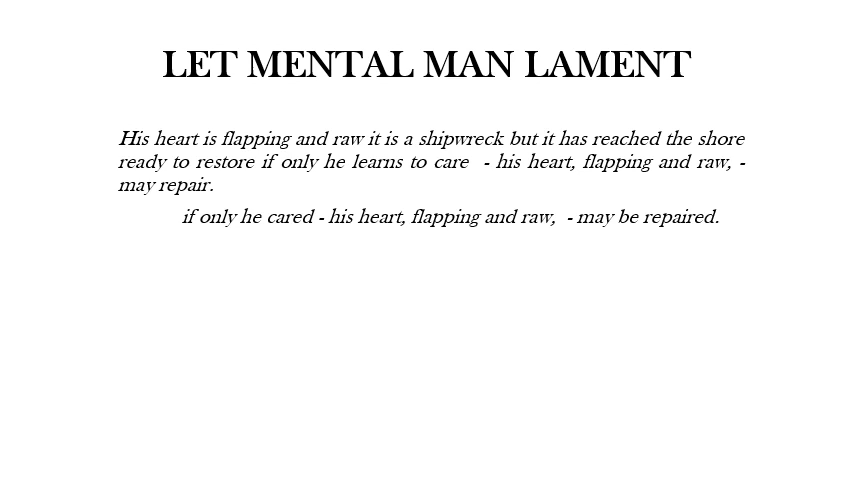 LET MENTAL MAN LAMENT
His heart is flapping and raw it is a shipwreck but it has reached the shore
ready to restore if only he learns to care  - his heart, flapping and raw, -
may repair.
if only he cared - his heart, flapping and raw,  - may be repaired.